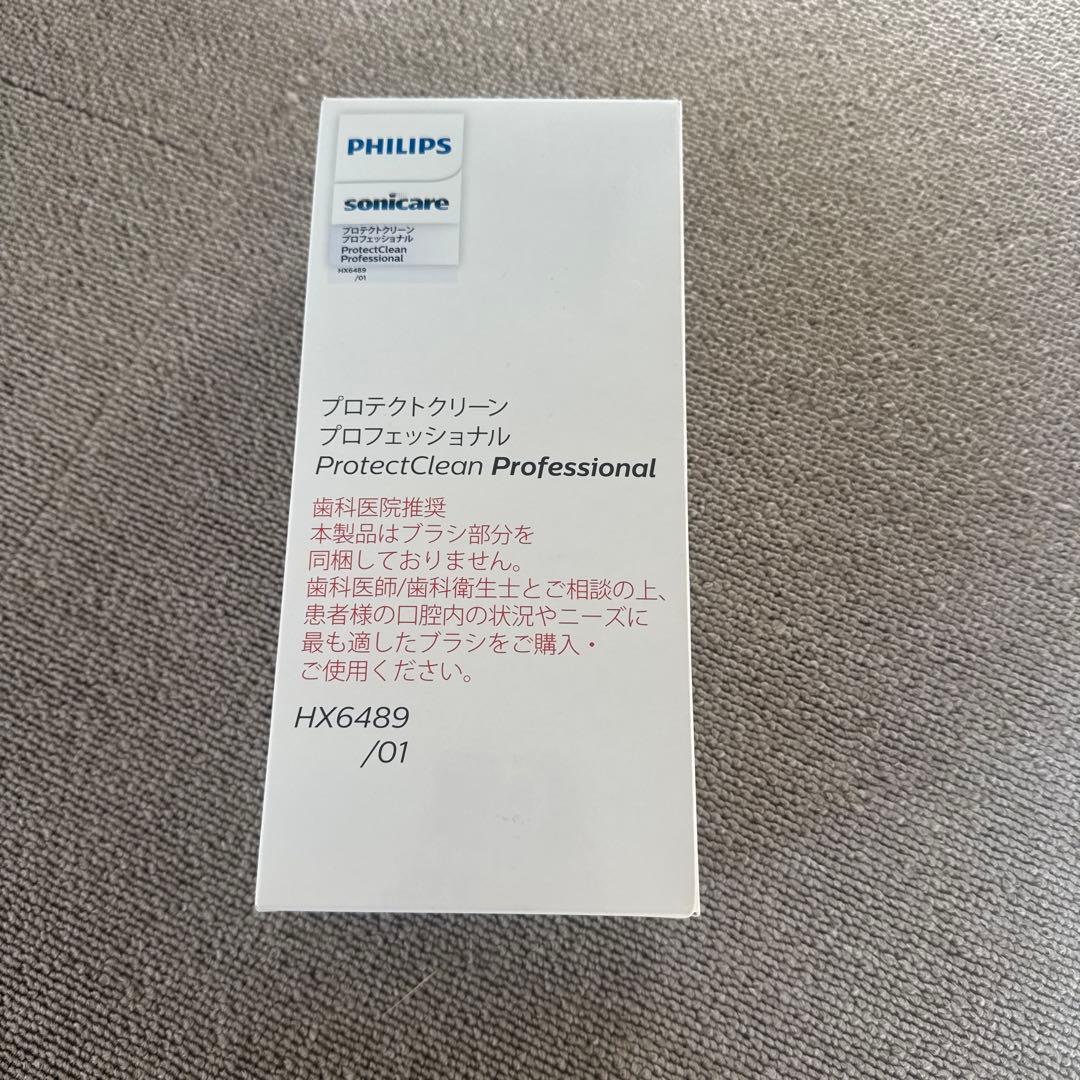 PHILIPS
sonicare
プロテクトクリーン
プロフェッショナル
ProtectClean
Professional
HX6489
/01
プロテクトクリーン
プロフェッショナル
ProtectClean Professional
歯科医院推奨
本製品はブラシ部分を
同梱しておりません。
歯科医師/歯科衛生士とご相談の上、
患者様の口腔内の状況やニーズに
最も適したブラシをご購入・
ご使用ください。
HX6489
/01